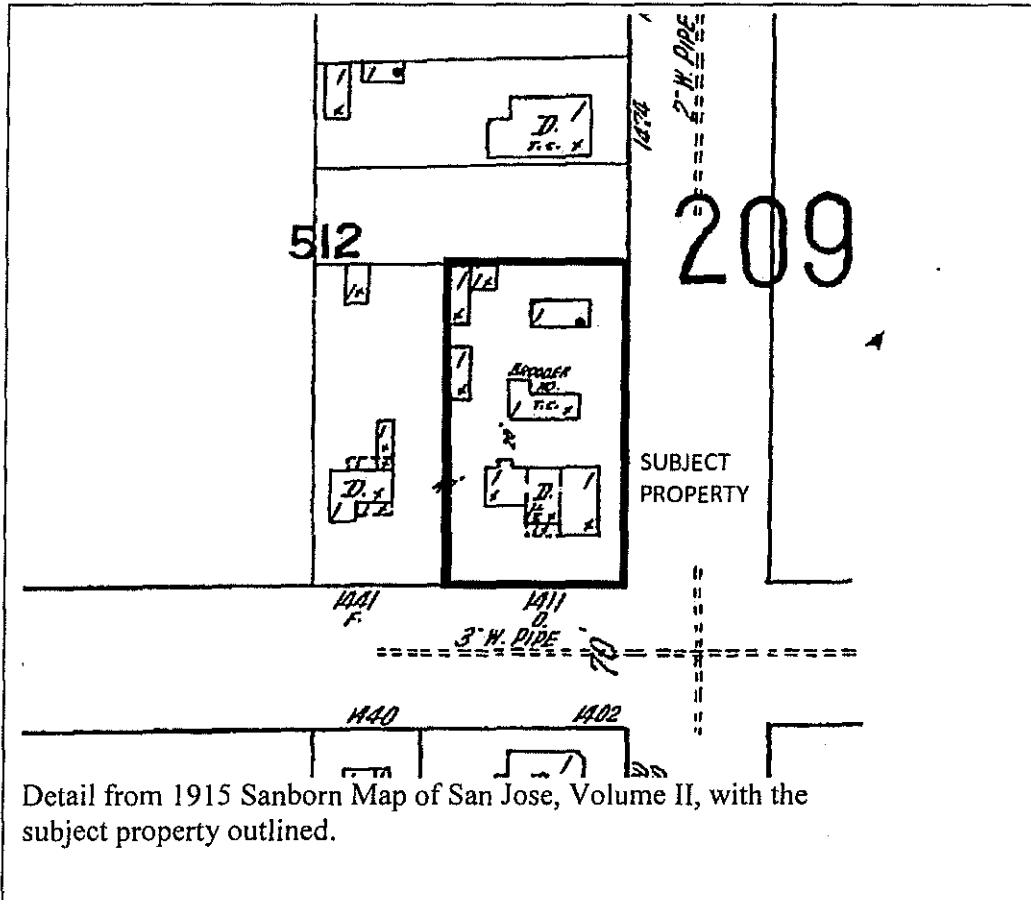 2" W. PIPE
1474
D.
T.C. x
512
209
BROODER
HO.
T.C. x
20'
SUBJECT
PROPERTY
D. x
D.
1441
F.
1411
D.
3" W. PIPE
70'
1440
1402
Detail from 1915 Sanborn Map of San Jose, Volume II, with the
subject property outlined.